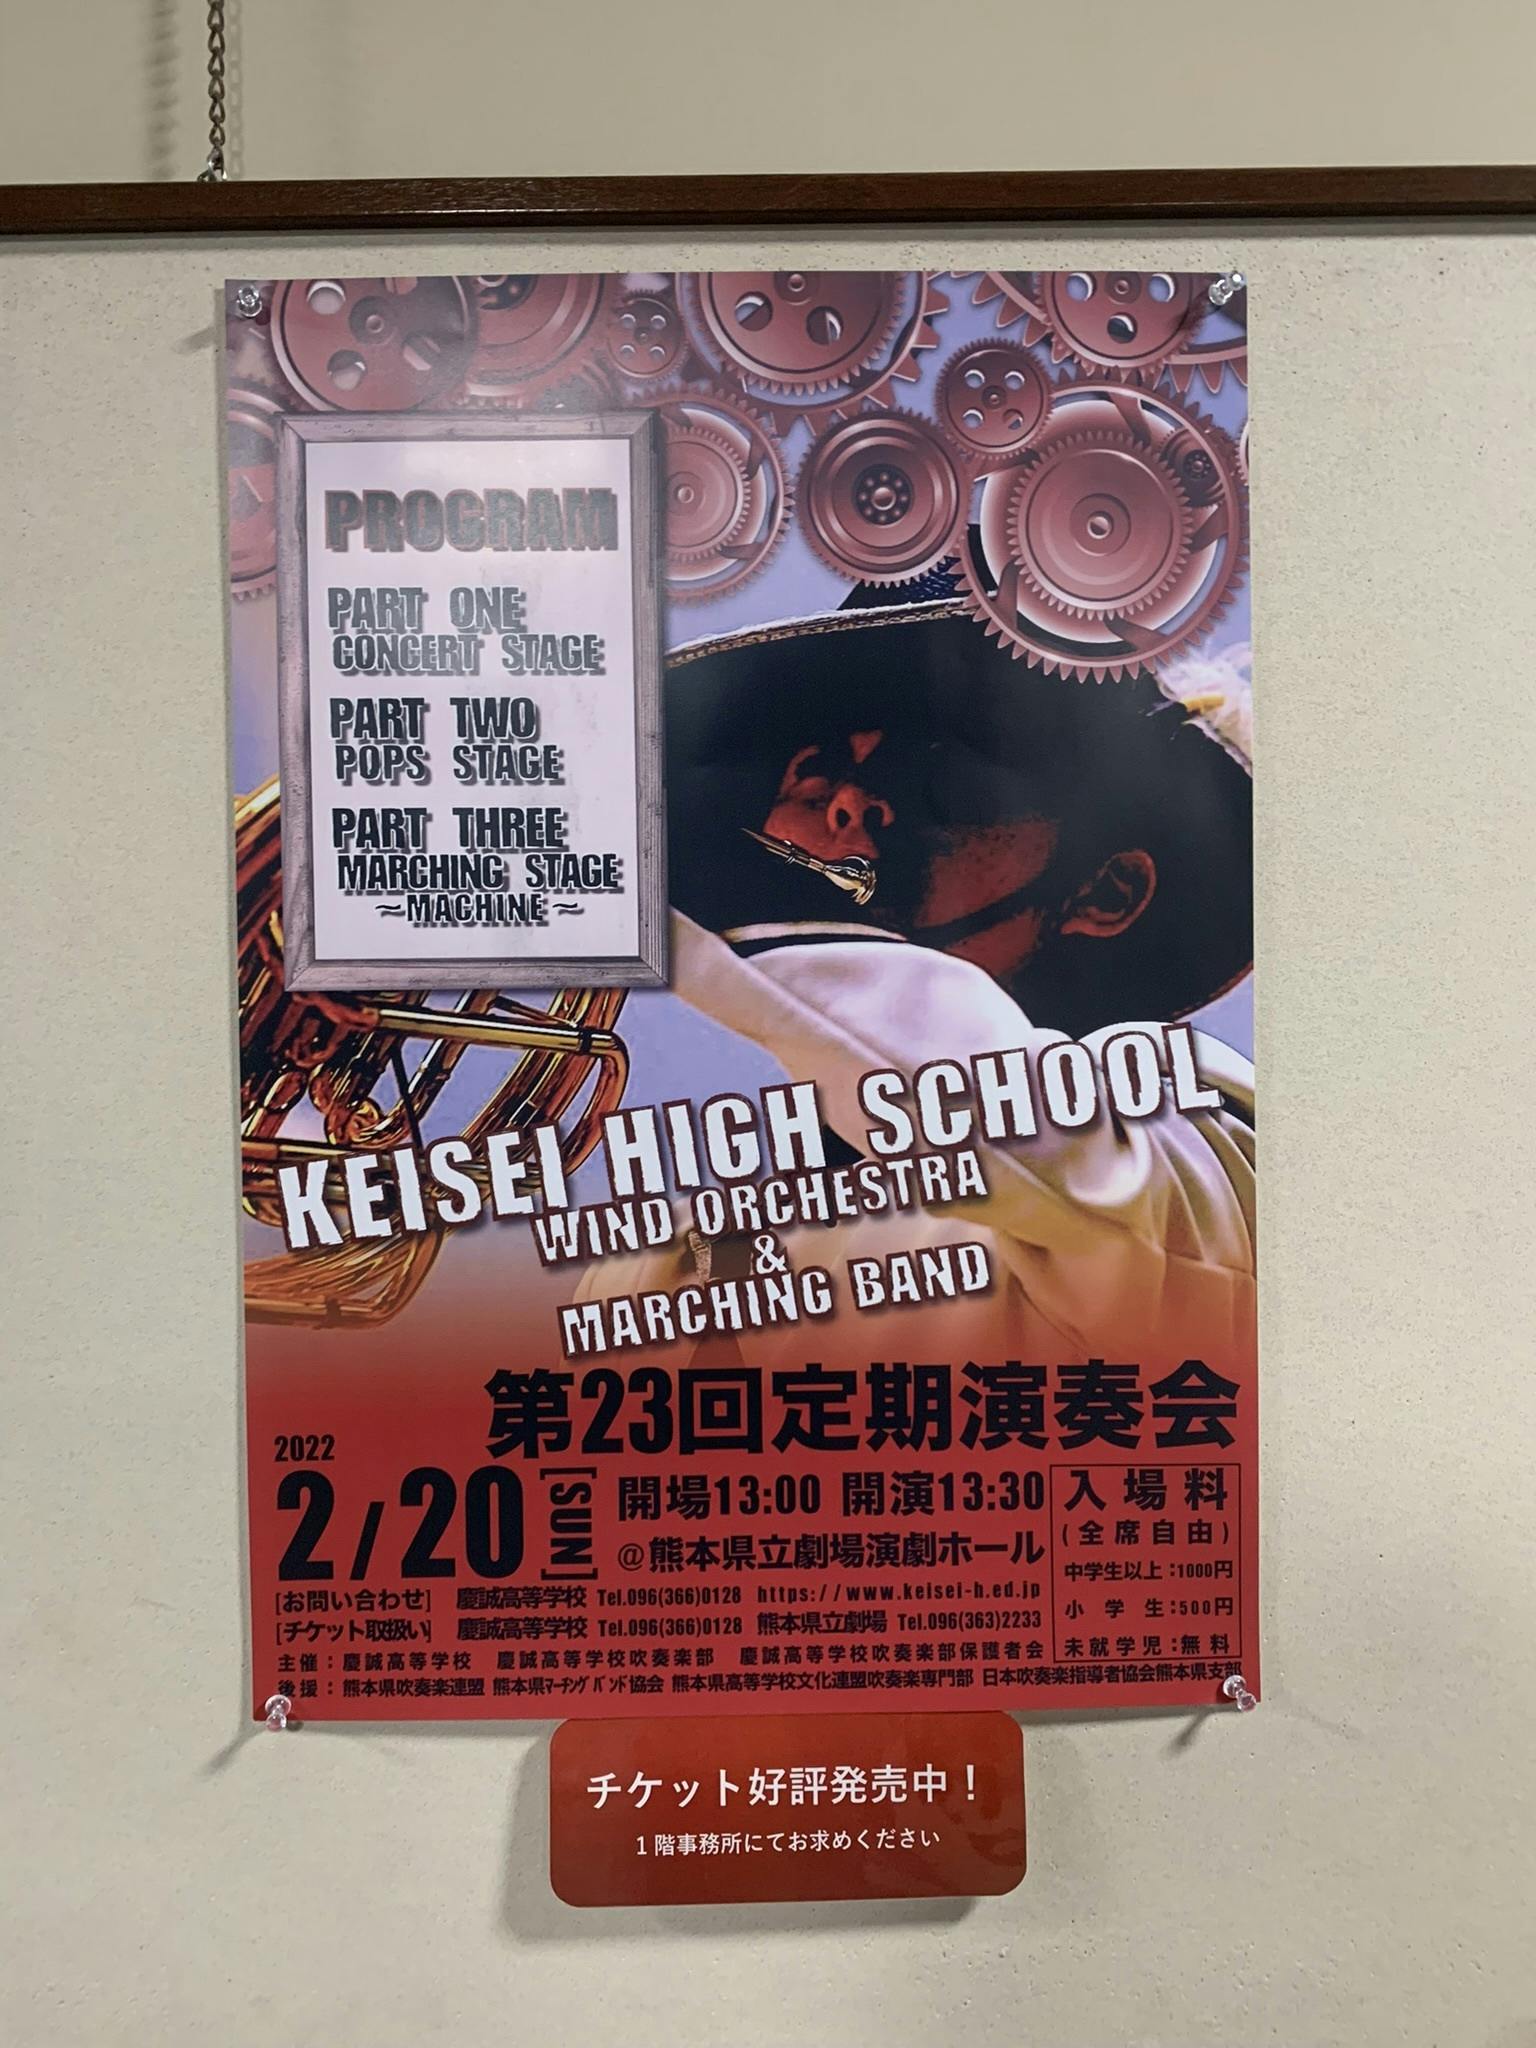 PROGRAM
PART ONE
CONCERT STAGE
PART TWO
POPS STAGE
PART THREE
MARCHING STAGE
~MACHINE~
KEISEI HIGH SCHOOL
WIND ORCHESTRA
&
MARCHING BAND
第23回定期演奏会
2022
2/20 [SUN]
開場13:00 開演13:30
@熊本県立劇場演劇ホール
入場料
(全席自由)
中学生以上:1000円
小学生:500円
未就学児:無料
[お問い合わせ] 慶誠高等学校 Tel.096(366)0128 https://www.keisei-h.ed.jp
[チケット取扱い] 慶誠高等学校 Tel.096(366)0128 熊本県立劇場 Tel.096(363)2233
主催:慶誠高等学校 慶誠高等学校吹奏楽部 慶誠高等学校吹奏楽部保護者会
後援:熊本県吹奏楽連盟 熊本県ﾏｰﾁﾝｸﾞﾊﾞﾝﾄﾞ協会 熊本県高等学校文化連盟吹奏楽専門部 日本吹奏楽指導者協会熊本県支部
チケット好評発売中！
1階事務所にてお求めください